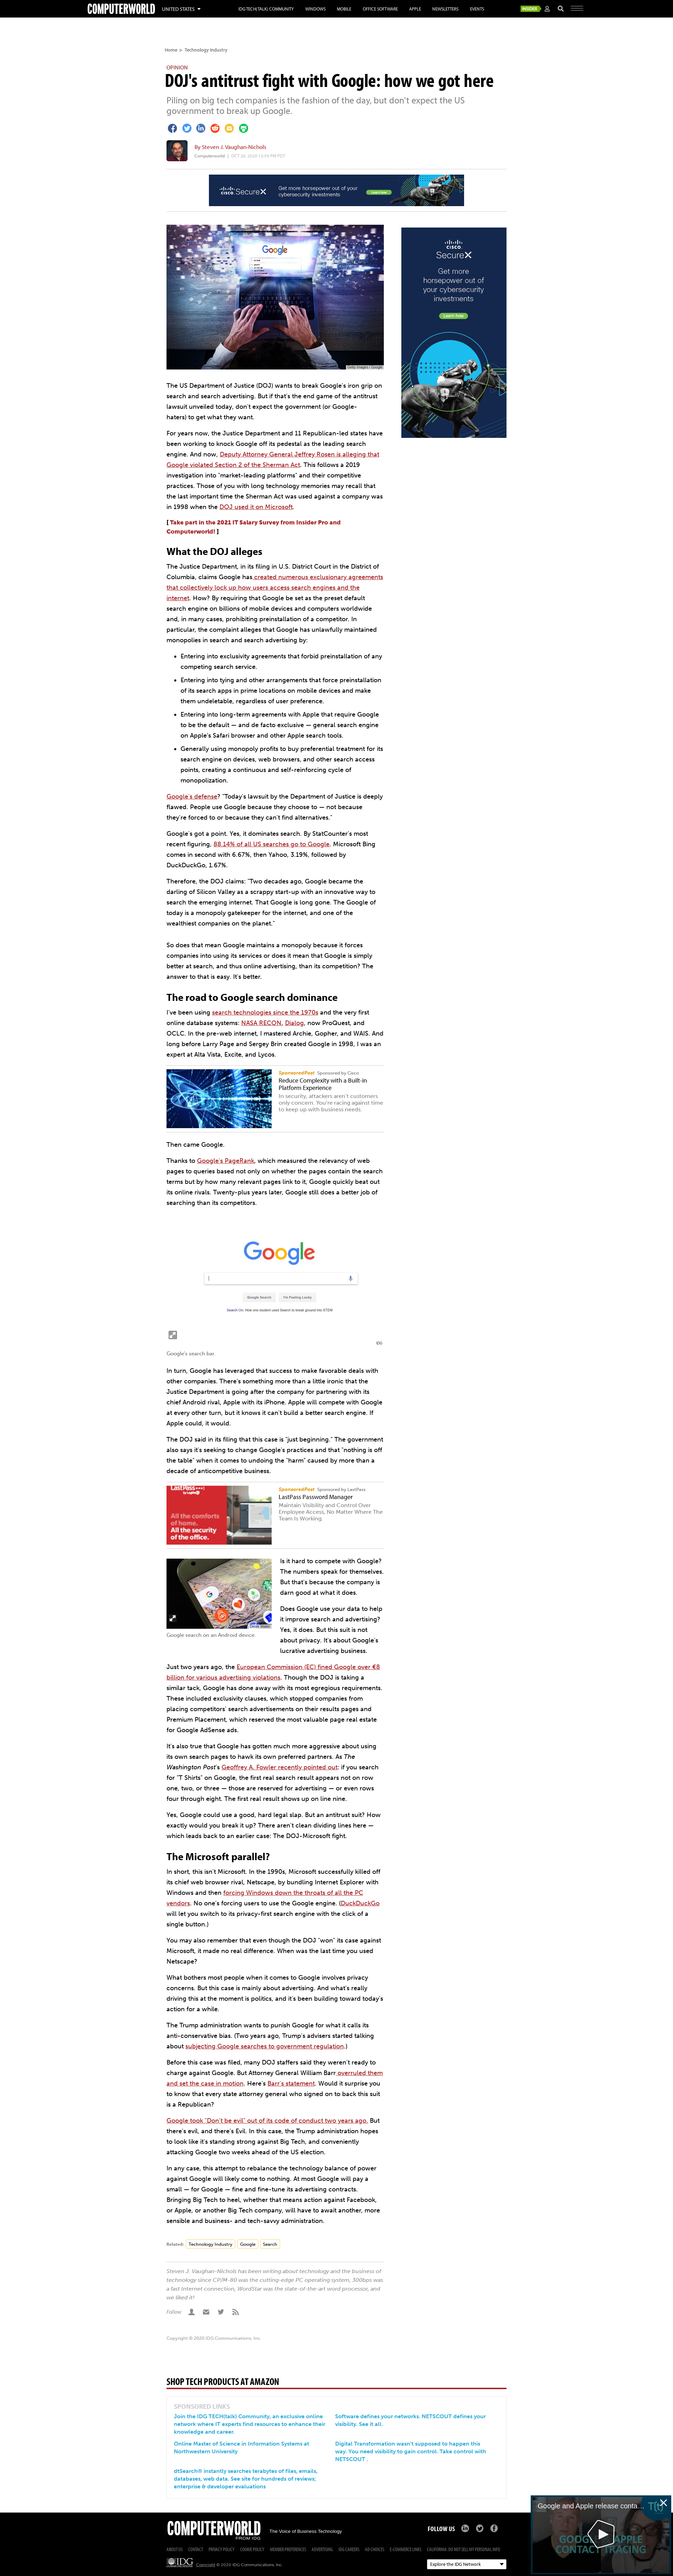 COMPUTERWORLD UNITED STATES IDG TECH(TALK) COMMUNITY WINDOWS MOBILE OFFICE SOFTWARE APPLE NEWSLETTERS EVENTS INSIDER
Home > Technology Industry
OPINION
DOJ's antitrust fight with Google: how we got here
Piling on big tech companies is the fashion of the day, but don't expect the US
government to break up Google.
By Steven J. Vaughan-Nichols
Computerworld |
CISCO SecureX Get more horsepower out of your
cybersecurity investments
Learn how
Google
Getty Images / Google
CISCO
SecureX
Get more
horsepower out of
your cybersecurity
investments
Learn how
The US Department of Justice (DOJ) wants to break Google's iron grip on
search and search advertising. But if that's the end game of the antitrust
lawsuit unveiled today, don't expect the government (or Google-
haters) to get what they want.
For years now, the Justice Department and 11 Republican-led states have
been working to knock Google off its pedestal as the leading search
engine. And now, Deputy Attorney General Jeffrey Rosen is alleging that
Google violated Section 2 of the Sherman Act. This follows a 2019
investigation into "market-leading platforms" and their competitive
practices. Those of you with long technology memories may recall that
the last important time the Sherman Act was used against a company was
in 1998 when the DOJ used it on Microsoft.
[ Take part in the 2021 IT Salary Survey from Insider Pro and
Computerworld! ]
What the DOJ alleges
The Justice Department, in its filing in U.S. District Court in the District of
Columbia, claims Google has created numerous exclusionary agreements
that collectively lock up how users access search engines and the
internet. How? By requiring that Google be set as the preset default
search engine on billions of mobile devices and computers worldwide
and, in many cases, prohibiting preinstallation of a competitor. In
particular, the complaint alleges that Google has unlawfully maintained
monopolies in search and search advertising by:
• Entering into exclusivity agreements that forbid preinstallation of any
competing search service.
• Entering into tying and other arrangements that force preinstallation
of its search apps in prime locations on mobile devices and make
them undeletable, regardless of user preference.
• Entering into long-term agreements with Apple that require Google
to be the default — and de facto exclusive — general search engine
on Apple's Safari browser and other Apple search tools.
• Generally using monopoly profits to buy preferential treatment for its
search engine on devices, web browsers, and other search access
points, creating a continuous and self-reinforcing cycle of
monopolization.
Google's defense? "Today's lawsuit by the Department of Justice is deeply
flawed. People use Google because they choose to — not because
they're forced to or because they can't find alternatives."
Google's got a point. Yes, it dominates search. By StatCounter's most
recent figuring, 88.14% of all US searches go to Google. Microsoft Bing
comes in second with 6.67%, then Yahoo, 3.19%, followed by
DuckDuckGo, 1.67%.
Therefore, the DOJ claims: "Two decades ago, Google became the
darling of Silicon Valley as a scrappy start-up with an innovative way to
search the emerging internet. That Google is long gone. The Google of
today is a monopoly gatekeeper for the internet, and one of the
wealthiest companies on the planet."
So does that mean Google maintains a monopoly because it forces
companies into using its services or does it mean that Google is simply
better at search, and thus online advertising, than its competition? The
answer to that is easy: It's better.
The road to Google search dominance
I've been using search technologies since the 1970s and the very first
online database systems: NASA RECON, Dialog, now ProQuest, and
OCLC. In the pre-web internet, I mastered Archie, Gopher, and WAIS. And
long before Larry Page and Sergey Brin created Google in 1998, I was an
expert at Alta Vista, Excite, and Lycos.
SponsoredPost Sponsored by Cisco
Reduce Complexity with a Built-in
Platform Experience
In security, attackers aren't customers
only concern. You're racing against time
to keep up with business needs.
Then came Google.
Thanks to Google's PageRank, which measured the relevancy of web
pages to queries based not only on whether the pages contain the search
terms but by how many relevant pages link to it, Google quickly beat out
its online rivals. Twenty-plus years later, Google still does a better job of
searching than its competitors.
Google
Google Search I'm Feeling Lucky
Search On: How one student used Search to break ground into STEM
IDG
Google's search bar.
In turn, Google has leveraged that success to make favorable deals with
other companies. There's something more than a little ironic that the
Justice Department is going after the company for partnering with its
chief Android rival, Apple with its iPhone. Apple will compete with Google
at every other turn, but it knows it can't build a better search engine. If
Apple could, it would.
The DOJ said in its filing that this case is "just beginning." The government
also says it's seeking to change Google's practices and that "nothing is off
the table" when it comes to undoing the "harm" caused by more than a
decade of anticompetitive business.
LastPass
All the comforts
of home.
All the security
of the office.
SponsoredPost Sponsored by LastPass
LastPass Password Manager
Maintain Visibility and Control Over
Employee Access, No Matter Where The
Team Is Working
Google search on an Android device.
Is it hard to compete with Google?
The numbers speak for themselves.
But that's because the company is
darn good at what it does.
Does Google use your data to help
it improve search and advertising?
Yes, it does. But this suit is not
about privacy. It's about Google's
lucrative advertising business.
Just two years ago, the European Commission (EC) fined Google over €8
billion for various advertising violations. Though the DOJ is taking a
similar tack, Google has done away with its most egregious requirements.
These included exclusivity clauses, which stopped companies from
placing competitors' search advertisements on their results pages and
Premium Placement, which reserved the most valuable page real estate
for Google AdSense ads.
It's also true that Google has gotten much more aggressive about using
its own search pages to hawk its own preferred partners. As The
Washington Post's Geoffrey A. Fowler recently pointed out: if you search
for "T Shirts" on Google, the first real search result appears not on row
one, two, or three — those are reserved for advertising — or even rows
four through eight. The first real result shows up on line nine.
Yes, Google could use a good, hard legal slap. But an antitrust suit? How
exactly would you break it up? There aren't clean dividing lines here —
which leads back to an earlier case: The DOJ-Microsoft fight.
The Microsoft parallel?
In short, this isn't Microsoft. In the 1990s, Microsoft successfully killed off
its chief web browser rival, Netscape, by bundling Internet Explorer with
Windows and then forcing Windows down the throats of all the PC
vendors. No one's forcing users to use the Google engine. (DuckDuckGo
will let you switch to its privacy-first search engine with the click of a
single button.)
You may also remember that even though the DOJ "won" its case against
Microsoft, it made no real difference. When was the last time you used
Netscape?
What bothers most people when it comes to Google involves privacy
concerns. But this case is mainly about advertising. And what's really
driving this at the moment is politics, and it's been building toward today's
action for a while.
The Trump administration wants to punish Google for what it calls its
anti-conservative bias. (Two years ago, Trump's advisers started talking
about subjecting Google searches to government regulation.)
Before this case was filed, many DOJ staffers said they weren't ready to
charge against Google. But Attorney General William Barr overruled them
and set the case in motion. Here's Barr's statement. Would it surprise you
to know that every state attorney general who signed on to back this suit
is a Republican?
Google took "Don't be evil" out of its code of conduct two years ago. But
there's evil, and there's Evil. In this case, the Trump administration hopes
to look like it's standing strong against Big Tech, and conveniently
attacking Google two weeks ahead of the US election.
In any case, this attempt to rebalance the technology balance of power
against Google will likely come to nothing. At most Google will pay a
small — for Google — fine and fine-tune its advertising contracts.
Bringing Big Tech to heel, whether that means action against Facebook,
or Apple, or another Big Tech company, will have to await another, more
sensible and business- and tech-savvy administration.
Related: Technology Industry Google Search
Steven J. Vaughan-Nichols has been writing about technology and the business of
technology since CP/M-80 was the cutting-edge PC operating system, 300bps was
a fast Internet connection, WordStar was the state-of-the-art word processor, and
we liked it!
Follow
Copyright © 2020 IDG Communications, Inc.
SHOP TECH PRODUCTS AT AMAZON
SPONSORED LINKS
Join the IDG TECH(talk) Community, an exclusive online
network where IT experts find resources to enhance their
knowledge and career.
Software defines your networks. NETSCOUT defines your
visibility. See it all.
Online Master of Science in Information Systems at
Northwestern University
Digital Transformation wasn't supposed to happen this
way. You need visibility to gain control. Take control with
NETSCOUT .
dtSearch® instantly searches terabytes of files, emails,
databases, web data. See site for hundreds of reviews;
enterprise & developer evaluations
Google and Apple release conta...
GOOGLE APPLE
CONTACT TRACING
COMPUTERWORLD
FROM IDG
The Voice of Business Technology
FOLLOW US
ABOUT US CONTACT PRIVACY POLICY COOKIE POLICY MEMBER PREFERENCES ADVERTISING IDG CAREERS AD CHOICES E-COMMERCE LINKS CALIFORNIA: DO NOT SELL MY PERSONAL INFO
IDG Copyright © 2020 IDG Communications, Inc.
Explore the IDG Network